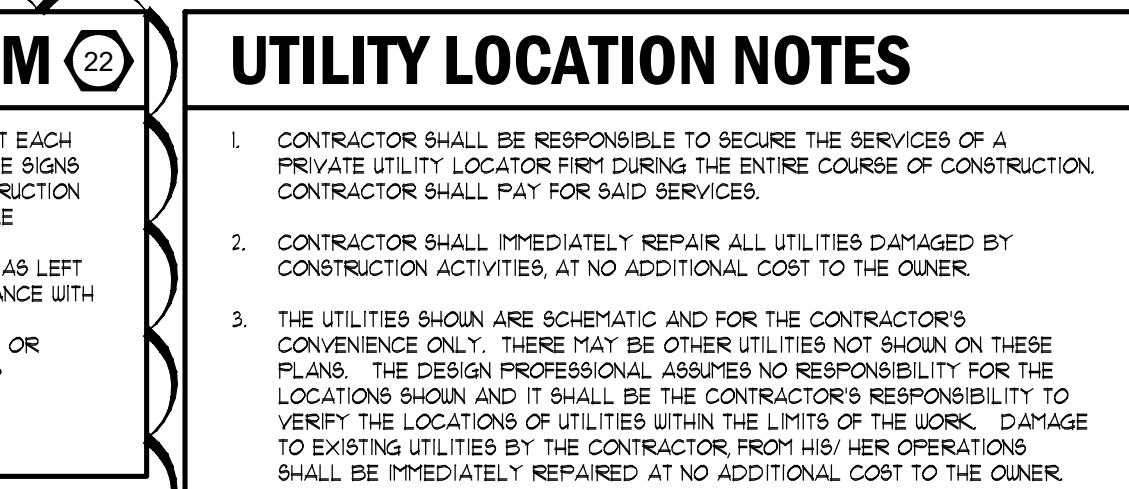 M 22
T EACH
E SIGNS
RUCTION
AS LEFT
ANCE WITH
OR
UTILITY LOCATION NOTES
1. CONTRACTOR SHALL BE RESPONSIBLE TO SECURE THE SERVICES OF A
PRIVATE UTILITY LOCATOR FIRM DURING THE ENTIRE COURSE OF CONSTRUCTION.
CONTRACTOR SHALL PAY FOR SAID SERVICES.
2. CONTRACTOR SHALL IMMEDIATELY REPAIR ALL UTILITIES DAMAGED BY
CONSTRUCTION ACTIVITIES, AT NO ADDITIONAL COST TO THE OWNER.
3. THE UTILITIES SHOWN ARE SCHEMATIC AND FOR THE CONTRACTOR'S
CONVENIENCE ONLY. THERE MAY BE OTHER UTILITIES NOT SHOWN ON THESE
PLANS. THE DESIGN PROFESSIONAL ASSUMES NO RESPONSIBILITY FOR THE
LOCATIONS SHOWN AND IT SHALL BE THE CONTRACTOR'S RESPONSIBILITY TO
VERIFY THE LOCATIONS OF UTILITIES WITHIN THE LIMITS OF THE WORK. DAMAGE
TO EXISTING UTILITIES BY THE CONTRACTOR, FROM HIS/ HER OPERATIONS
SHALL BE IMMEDIATELY REPAIRED AT NO ADDITIONAL COST TO THE OWNER.